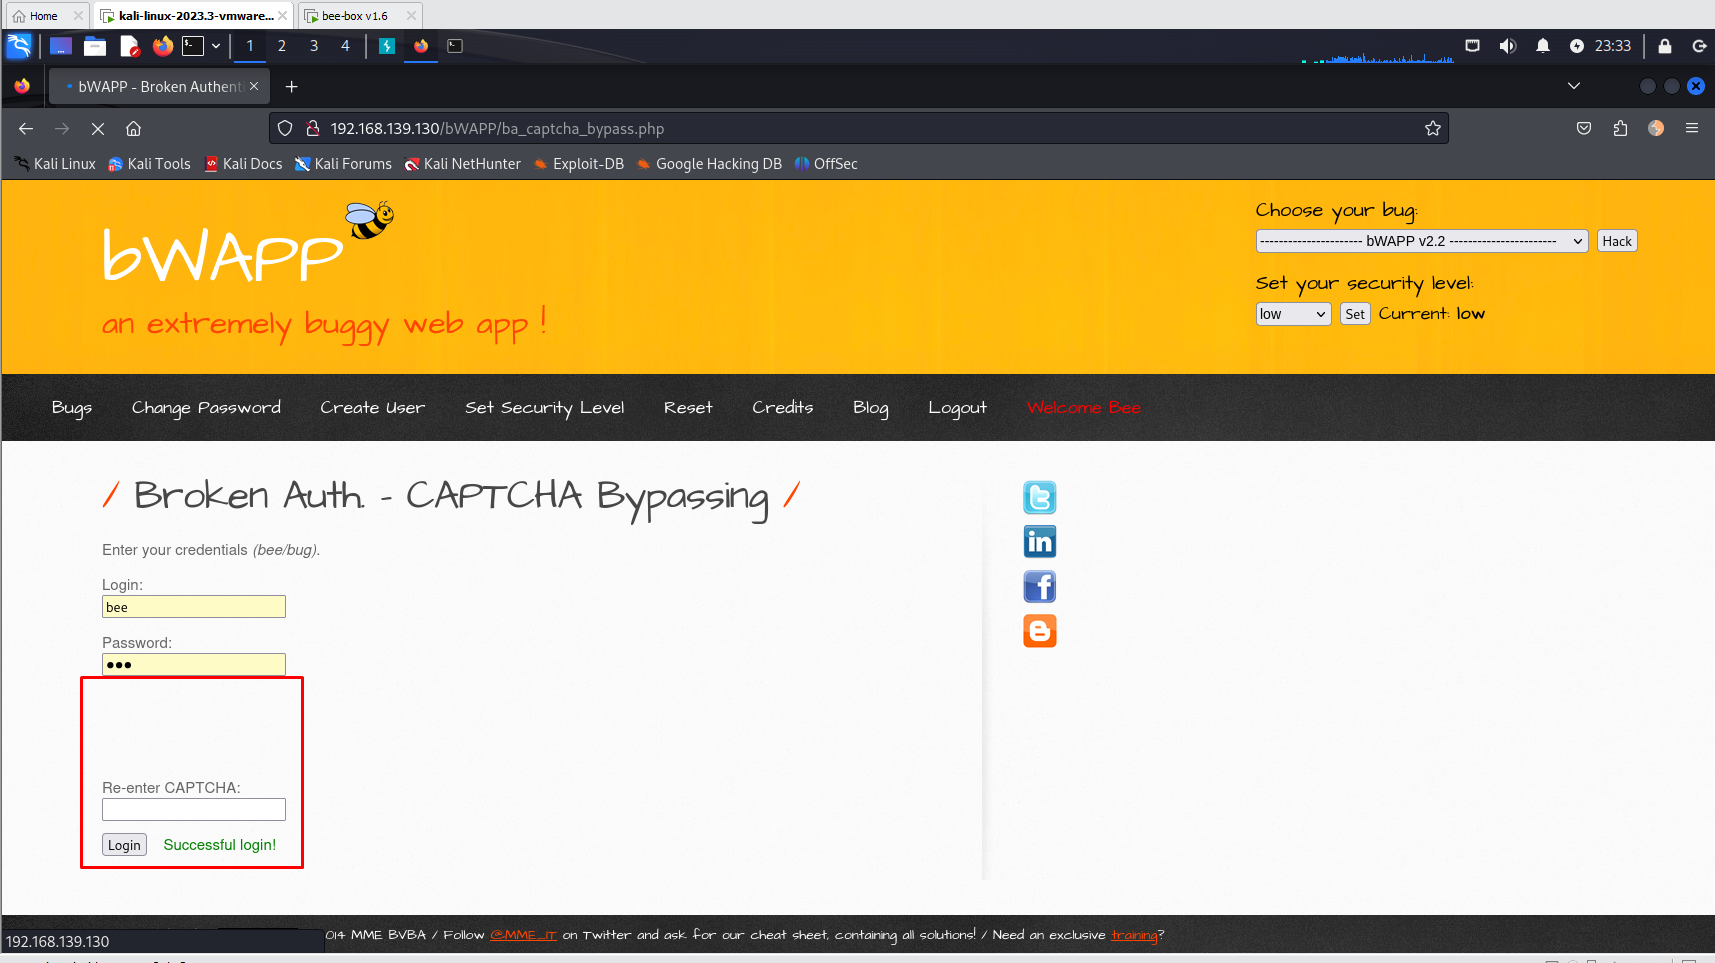 Home
kali-linux-2023.3-vmware...
bee-box v1.6
1 2 3 4
23:33
bWAPP - Broken Authenti
192.168.139.130/bWAPP/ba_captcha_bypass.php
Kali Linux Kali Tools Kali Docs Kali Forums Kali NetHunter Exploit-DB Google Hacking DB OffSec
bWAPP
an extremely buggy web app !
Choose your bug:
---------------------- bWAPP v2.2 ----------------------- Hack
Set your security level:
low Set Current: low
Bugs Change Password Create User Set Security Level Reset Credits Blog Logout Welcome Bee
/ Broken Auth. - CAPTCHA Bypassing /
Enter your credentials (bee/bug).
Login:
bee
Password:
●●●
Re-enter CAPTCHA:
Login Successful login!
014 MME BVBA / Follow @MME_IT on Twitter and ask for our cheat sheet, containing all solutions! / Need an exclusive training?
192.168.139.130